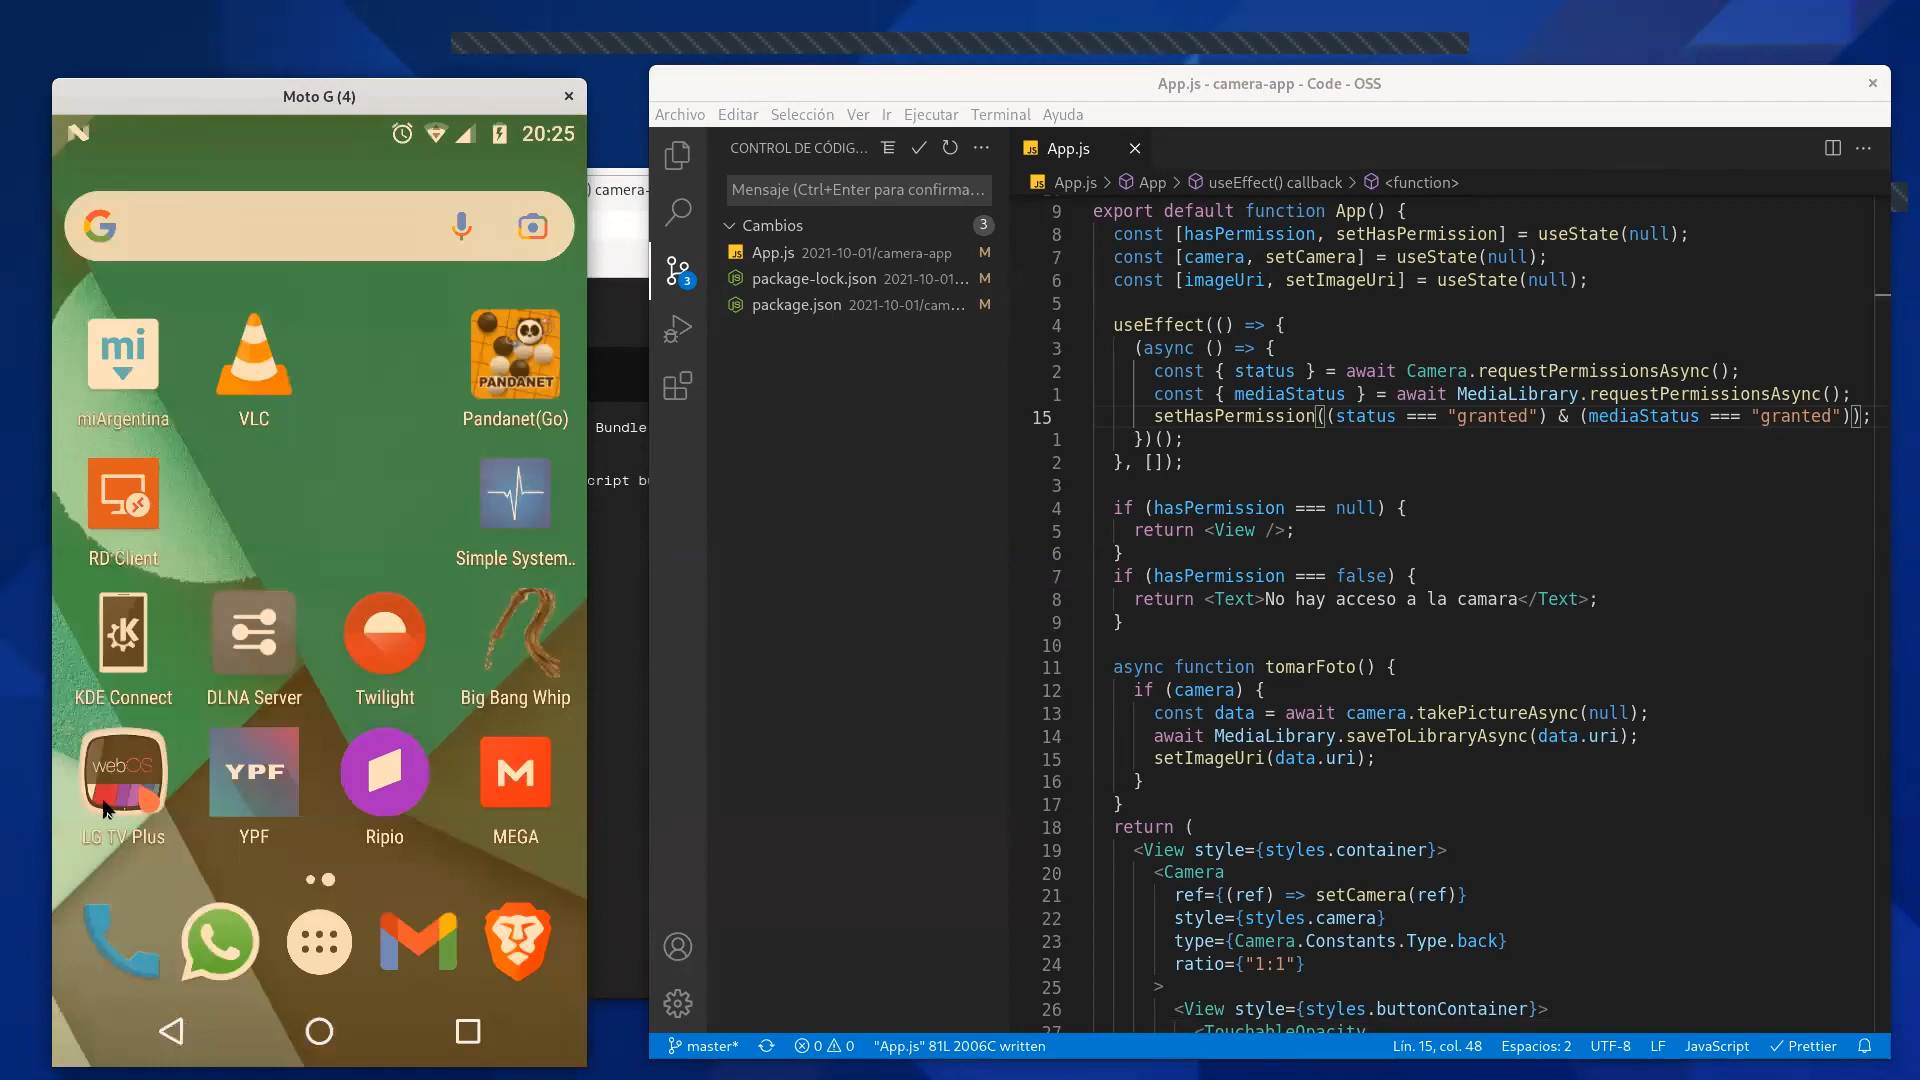 Moto G (4)
20:25
mi
miArgentina
VLC
PANDANET
Pandanet(Go)
RD Client
Simple System..
KDE Connect
DLNA Server
Twilight
Big Bang Whip
webOS
LG TV Plus
YPF
YPF
Ripio
MEGA
) camera-
Bundle
cript bu
App.js - camera-app - Code - OSS
Archivo Editar Selección Ver Ir Ejecutar Terminal Ayuda
CONTROL DE CÓDIG...
Mensaje (Ctrl+Enter para confirma...
Cambios 3
App.js 2021-10-01/camera-app M
package-lock.json 2021-10-01... M
package.json 2021-10-01/cam... M
3
App.js
App.js > App > useEffect() callback > <function>
9 export default function App() {
8 const [hasPermission, setHasPermission] = useState(null);
7 const [camera, setCamera] = useState(null);
6 const [imageUri, setImageUri] = useState(null);
5
4 useEffect(() => {
3 (async () => {
2 const { status } = await Camera.requestPermissionsAsync();
1 const { mediaStatus } = await MediaLibrary.requestPermissionsAsync();
15 setHasPermission((status === "granted") & (mediaStatus === "granted"));
1 })();
2 }, []);
3
4 if (hasPermission === null) {
5 return <View />;
6 }
7 if (hasPermission === false) {
8 return <Text>No hay acceso a la camara</Text>;
9 }
10
11 async function tomarFoto() {
12 if (camera) {
13 const data = await camera.takePictureAsync(null);
14 await MediaLibrary.saveToLibraryAsync(data.uri);
15 setImageUri(data.uri);
16 }
17 }
18 return (
19 <View style={styles.container}>
20 <Camera
21 ref={(ref) => setCamera(ref)}
22 style={styles.camera}
23 type={Camera.Constants.Type.back}
24 ratio={"1:1"}
25 >
26 <View style={styles.buttonContainer}>
27 <TouchableOpacity
master* 0 0 "App.js" 81L 2006C written
Lín. 15, col. 48 Espacios: 2 UTF-8 LF JavaScript Prettier